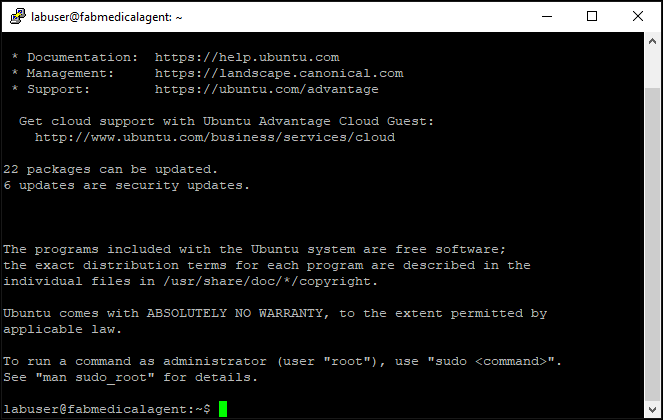 labuser@fabmedicalagent: ~
* Documentation:  https://help.ubuntu.com
* Management:     https://landscape.canonical.com
* Support:        https://ubuntu.com/advantage
Get cloud support with Ubuntu Advantage Cloud Guest:
http://www.ubuntu.com/business/services/cloud
22 packages can be updated.
6 updates are security updates.
The programs included with the Ubuntu system are free software;
the exact distribution terms for each program are described in the
individual files in /usr/share/doc/*/copyright.
Ubuntu comes with ABSOLUTELY NO WARRANTY, to the extent permitted by
applicable law.
To run a command as administrator (user "root"), use "sudo <command>".
See "man sudo_root" for details.
labuser@fabmedicalagent:~$